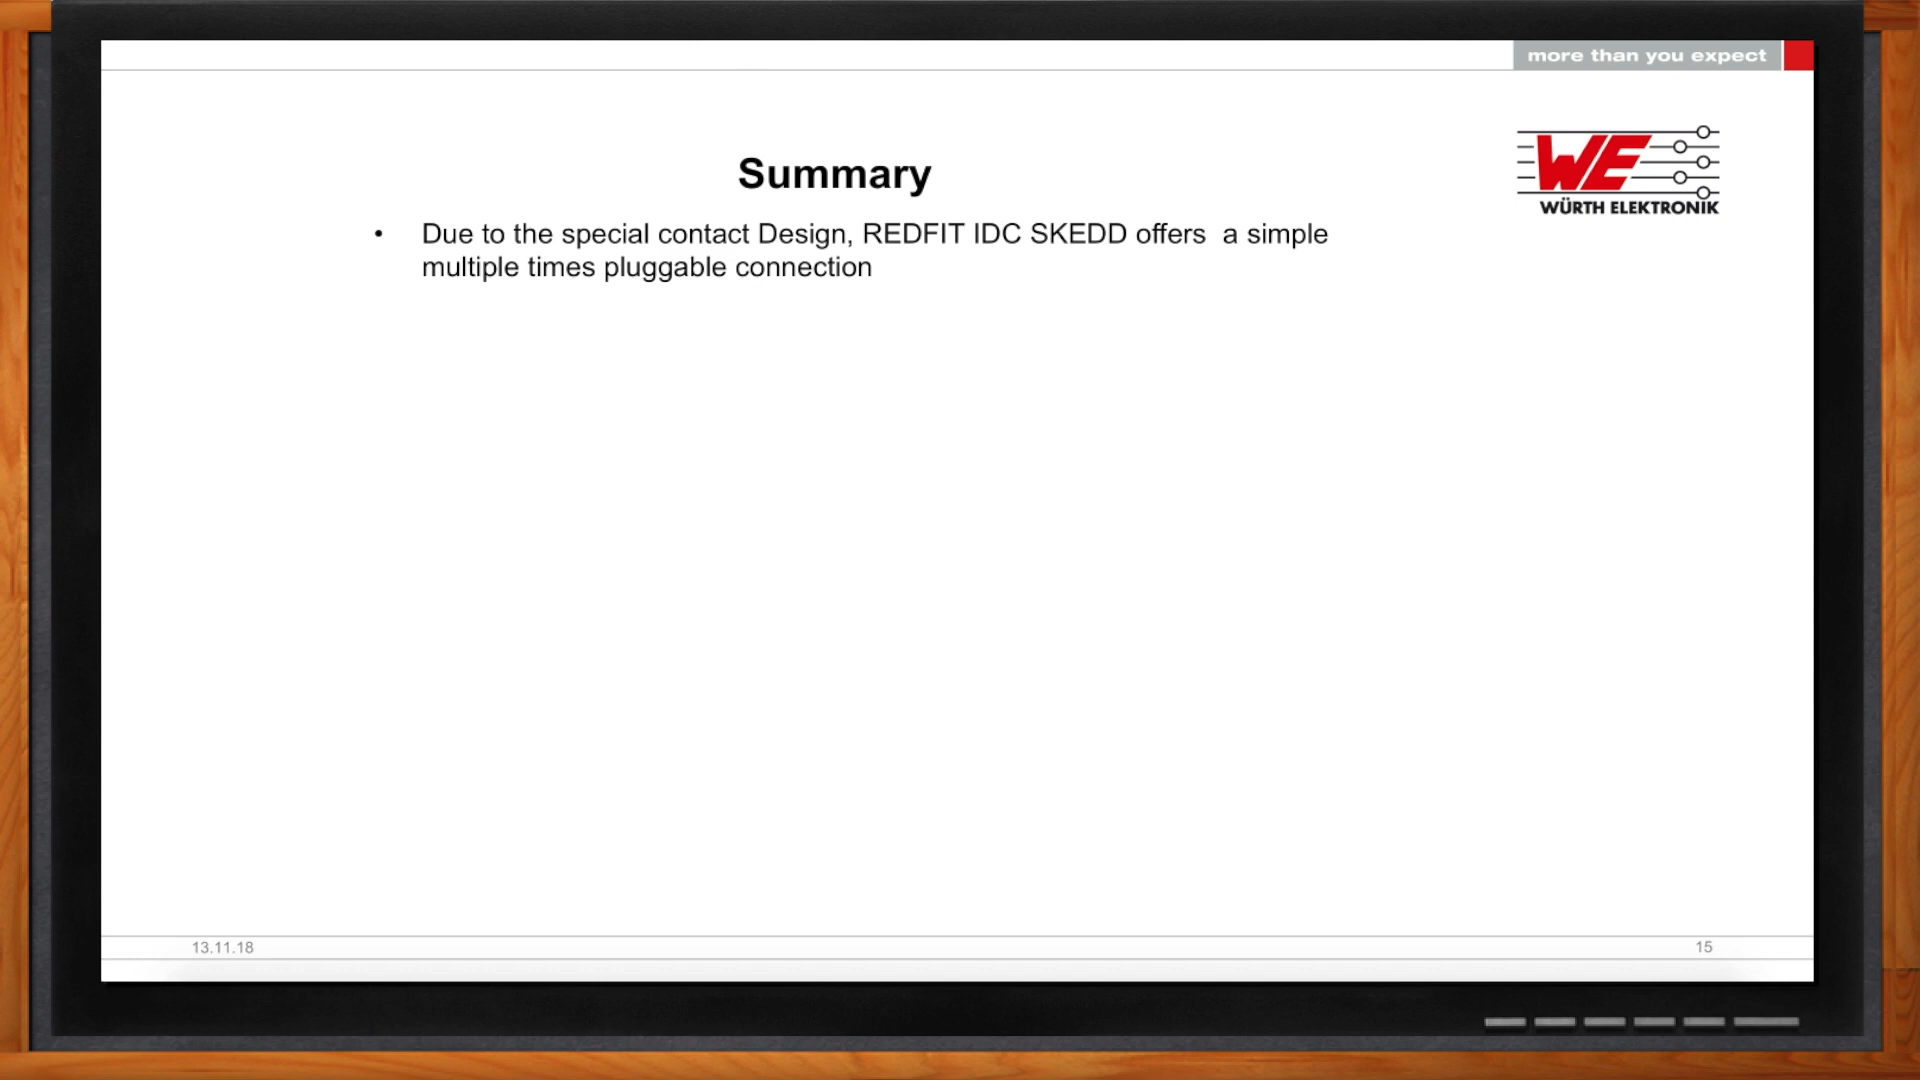 more than you expect
WE
WÜRTH ELEKTRONIK
Summary
• Due to the special contact Design, REDFIT IDC SKEDD offers  a simple
multiple times pluggable connection
13.11.18
15